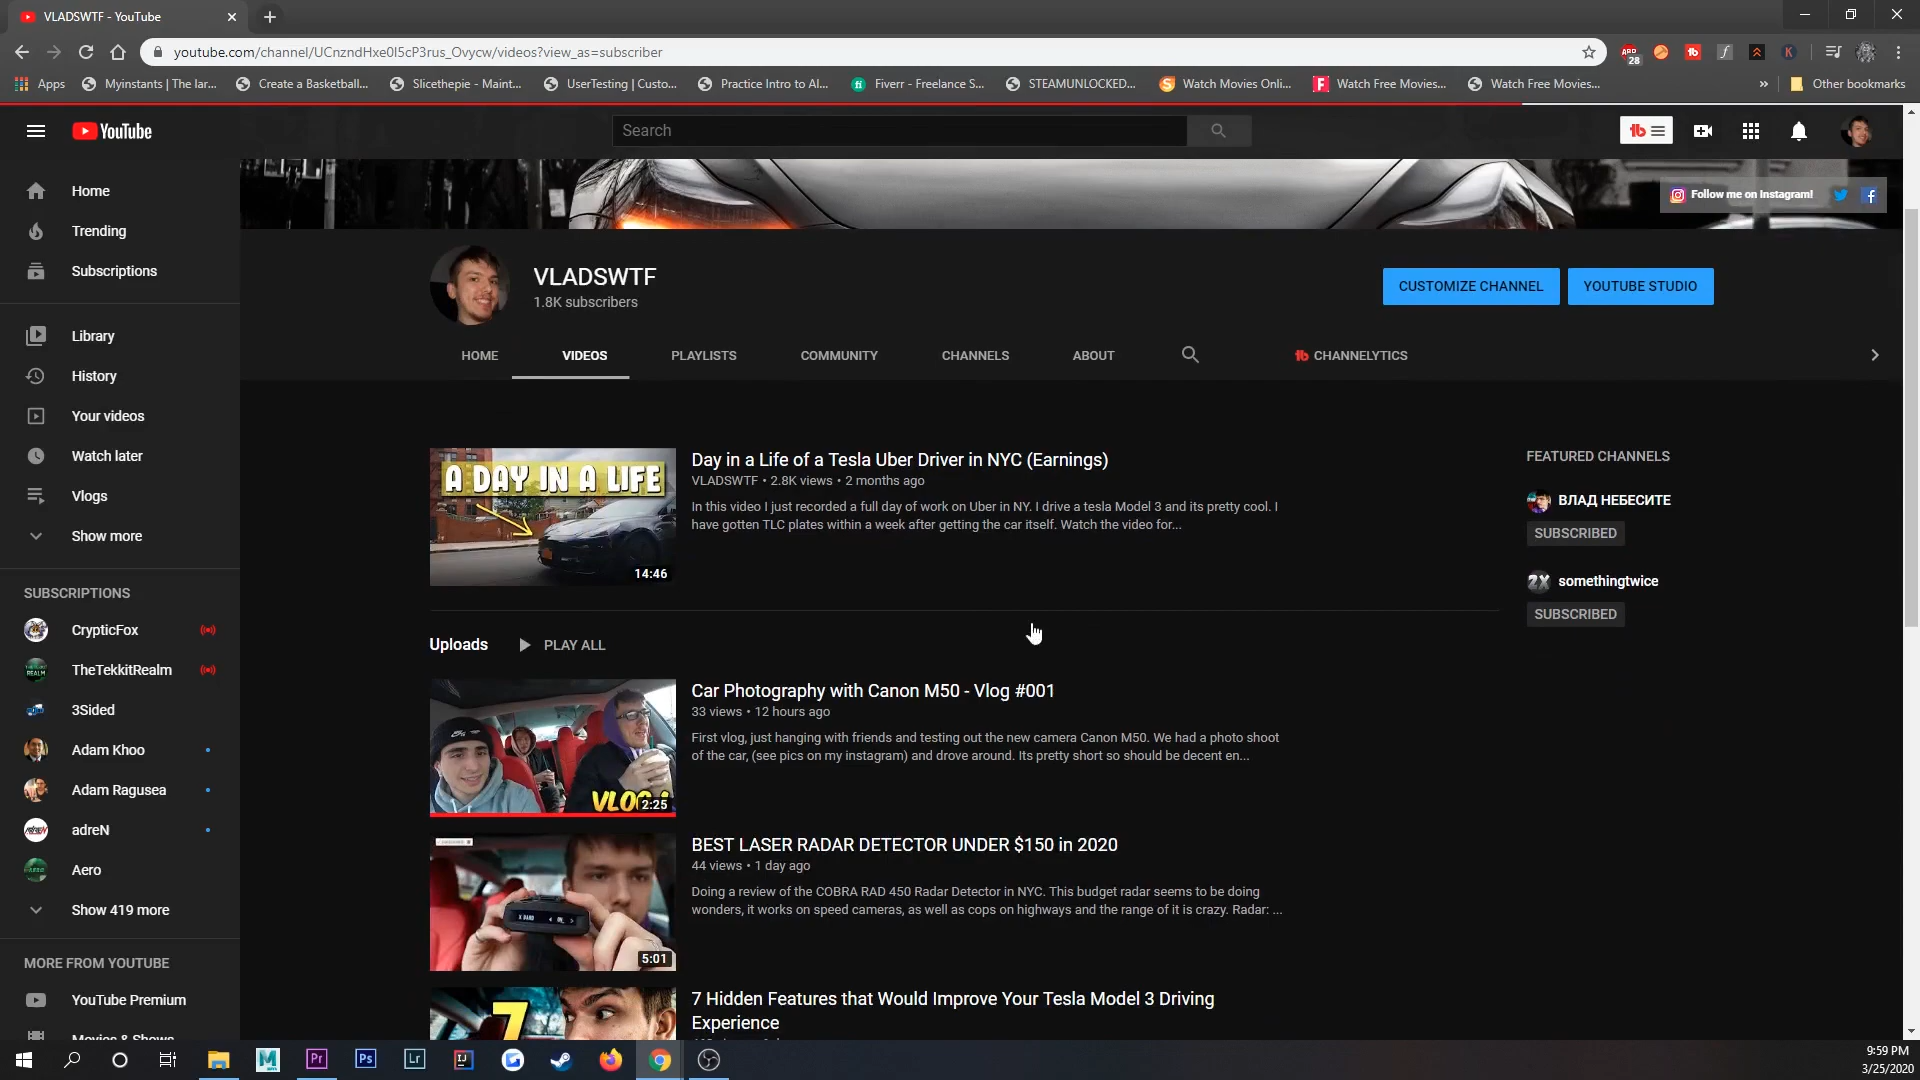 VLADSWTF - YouTube
youtube.com/channel/UCnzndHxe0I5cP3rus_Ovycw/videos?view_as=subscriber
28
Apps Myinstants | The lar... Create a Basketball... Slicethepie - Maint... UserTesting | Custo... Practice Intro to Al... Fiverr - Freelance S... STEAMUNLOCKED... Watch Movies Onli... Watch Free Movies... Watch Free Movies... » Other bookmarks
YouTube
Search
Follow me on Instagram!
Home
Trending
Subscriptions
Library
History
Your videos
Watch later
Vlogs
Show more
SUBSCRIPTIONS
CrypticFox
TheTekkitRealm
3Sided
Adam Khoo
Adam Ragusea
adreN
Aero
Show 419 more
MORE FROM YOUTUBE
YouTube Premium
Movies & Shows
VLADSWTF
1.8K subscribers
CUSTOMIZE CHANNEL YOUTUBE STUDIO
HOME VIDEOS PLAYLISTS COMMUNITY CHANNELS ABOUT CHANNELYTICS
A DAY IN A LIFE
14:46
Day in a Life of a Tesla Uber Driver in NYC (Earnings)
VLADSWTF • 2.8K views • 2 months ago
In this video I just recorded a full day of work on Uber in NY. I drive a tesla Model 3 and its pretty cool. I
have gotten TLC plates within a week after getting the car itself. Watch the video for...
FEATURED CHANNELS
ВЛАД НЕБЕСИТЕ
SUBSCRIBED
2X somethingtwice
SUBSCRIBED
Uploads PLAY ALL
VLOG
2:25
Car Photography with Canon M50 - Vlog #001
33 views • 12 hours ago
First vlog, just hanging with friends and testing out the new camera Canon M50. We had a photo shoot
of the car, (see pics on my instagram) and drove around. Its pretty short so should be decent en...
5:01
BEST LASER RADAR DETECTOR UNDER $150 in 2020
44 views • 1 day ago
Doing a review of the COBRA RAD 450 Radar Detector in NYC. This budget radar seems to be doing
wonders, it works on speed cameras, as well as cops on highways and the range of it is crazy. Radar: ...
7
7 Hidden Features that Would Improve Your Tesla Model 3 Driving
Experience
Pr Ps Lr IJ
9:59 PM
3/25/2020